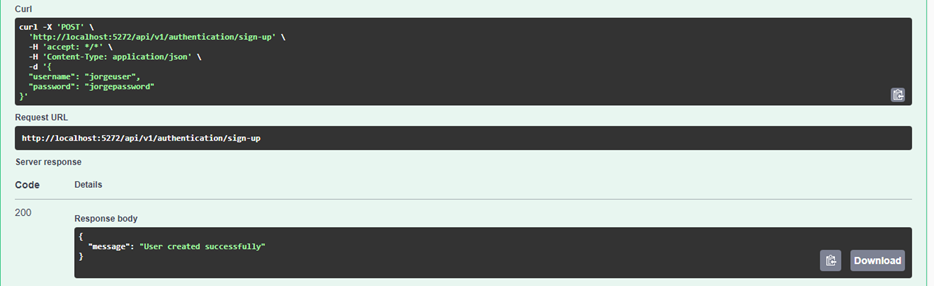 Curl
curl -X 'POST' \
'http://localhost:5272/api/v1/authentication/sign-up' \
-H 'accept: */*' \
-H 'Content-Type: application/json' \
-d '{
"username": "jorgeuser",
"password": "jorgepassword"
}'
Request URL
http://localhost:5272/api/v1/authentication/sign-up
Server response
Code Details
200
Response body
{
"message": "User created successfully"
}
Download